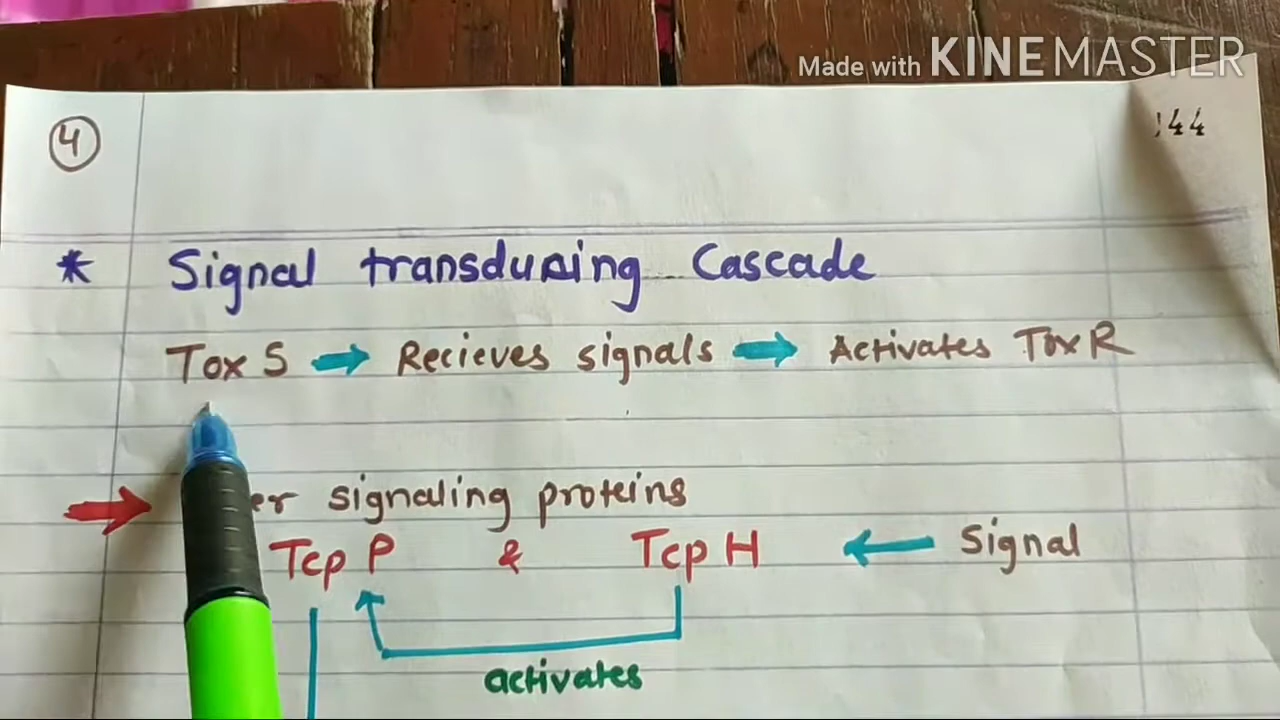 Made with KINEMASTER
4
144
* Signal transducing Cascade
Tox S → Recieves signals → Activates Tox R
→ signaling proteins
Tcp P & Tcp H ← Signal
activates